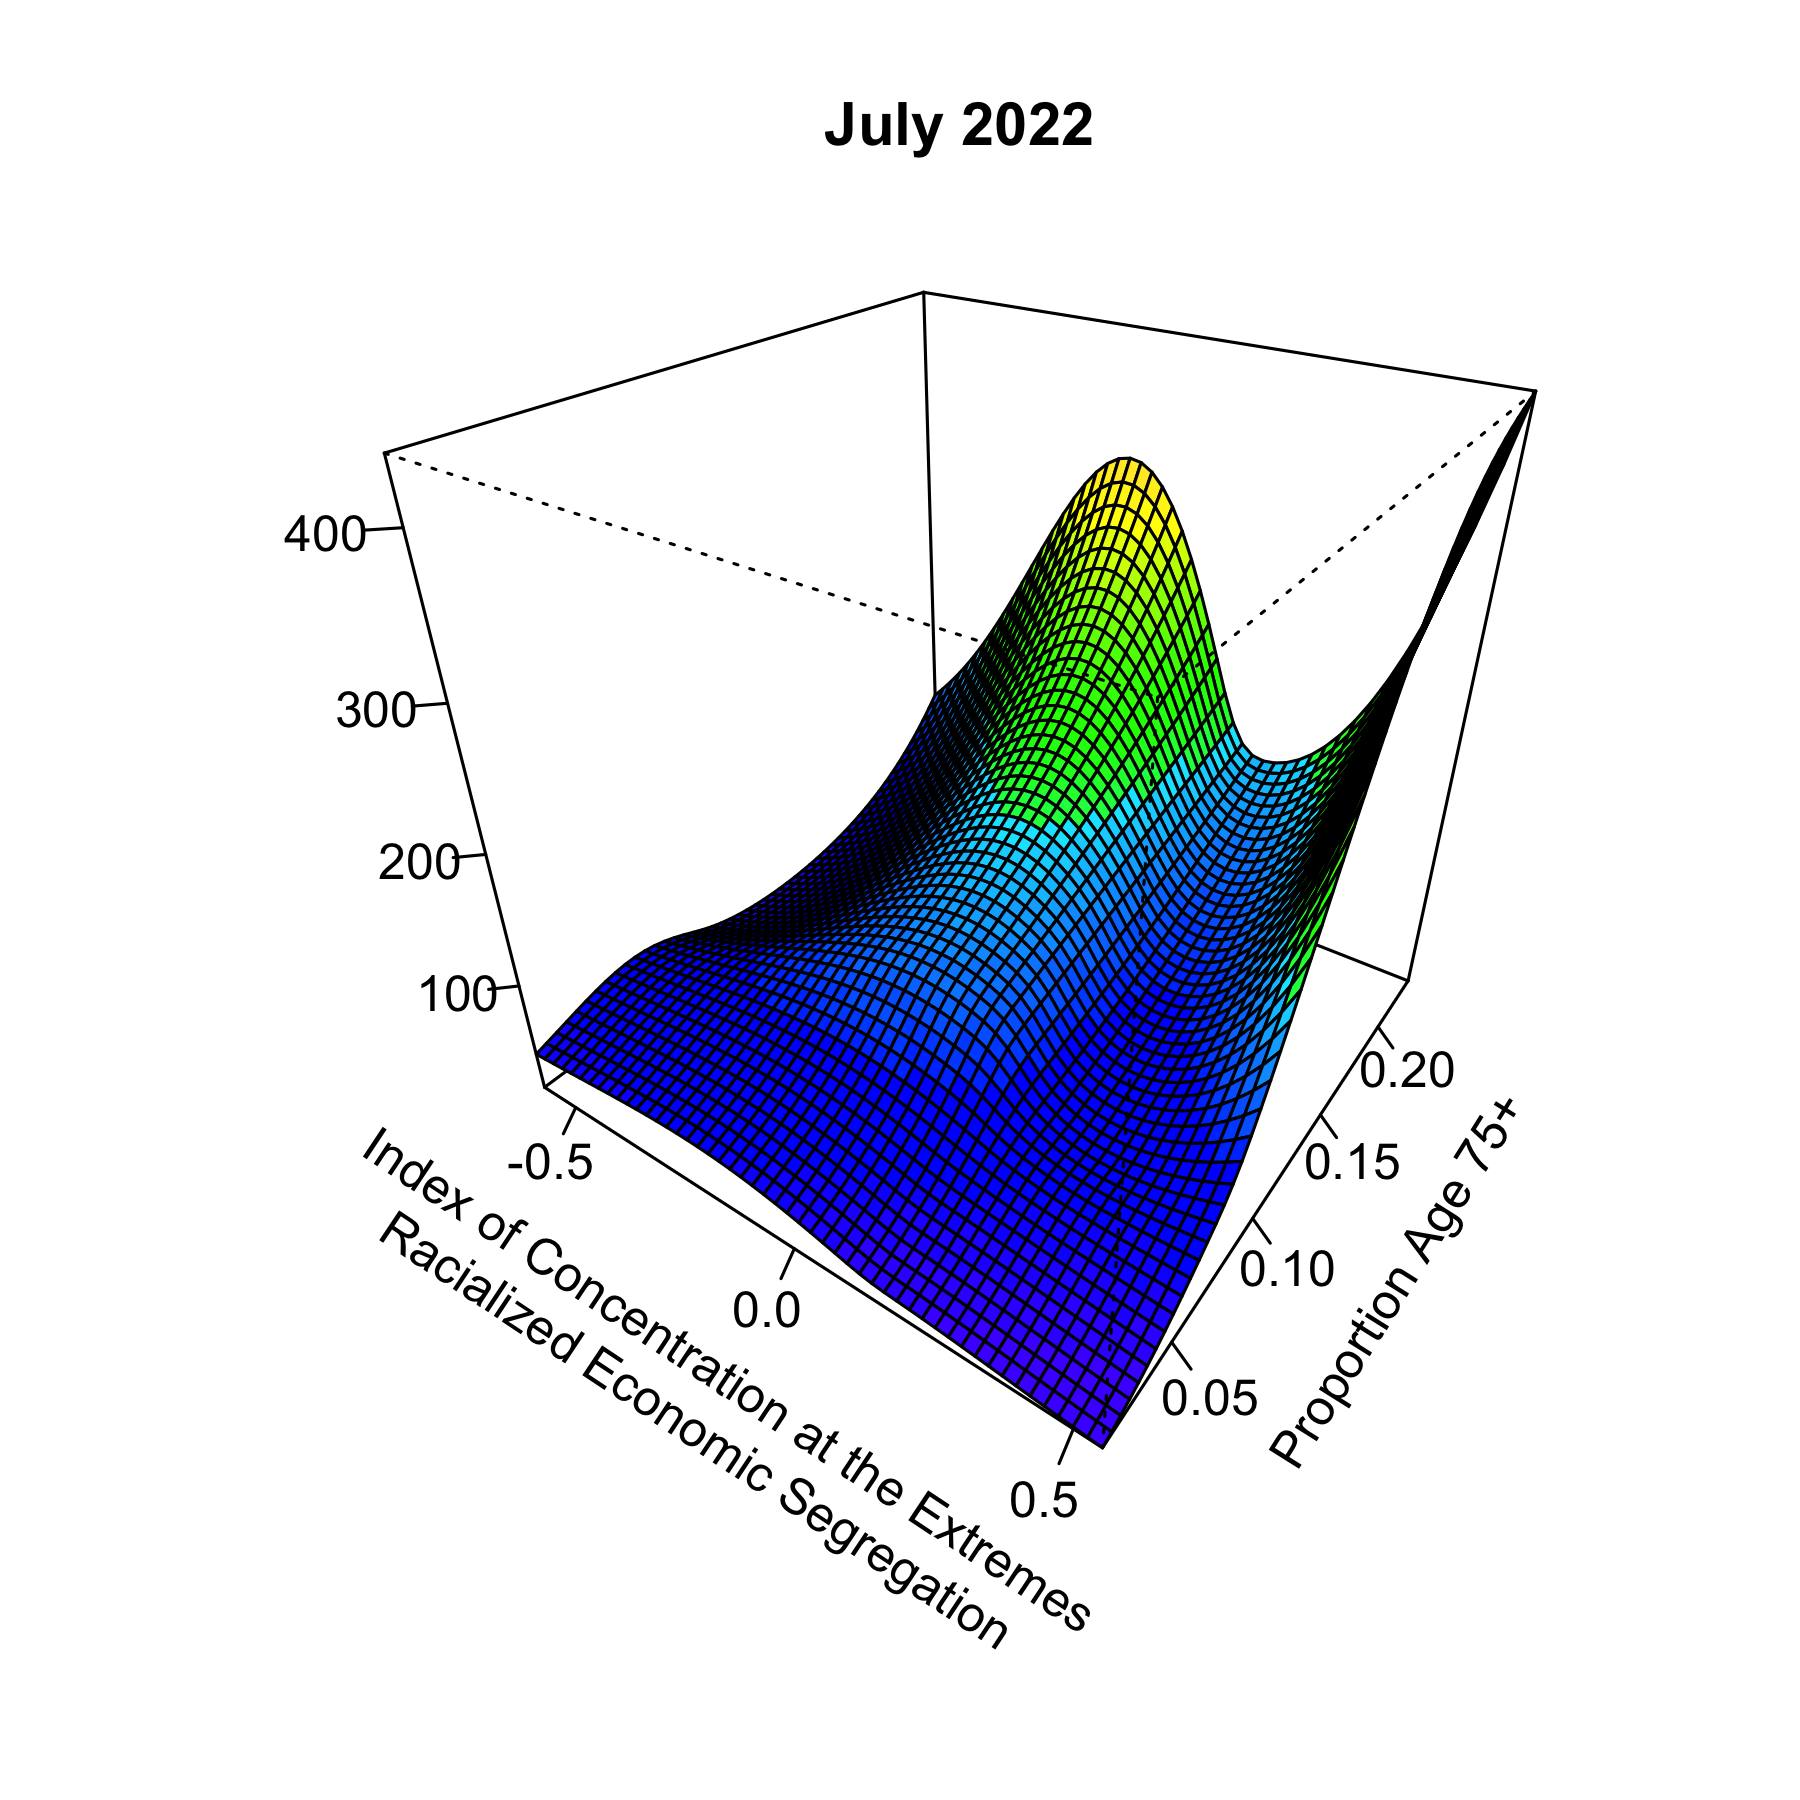 July 2022
400
300
200
100
-0.5
0.0
0.5
Index of Concentration at the Extremes
Racialized Economic Segregation
0.05
0.10
0.15
0.20
Proportion Age 75+